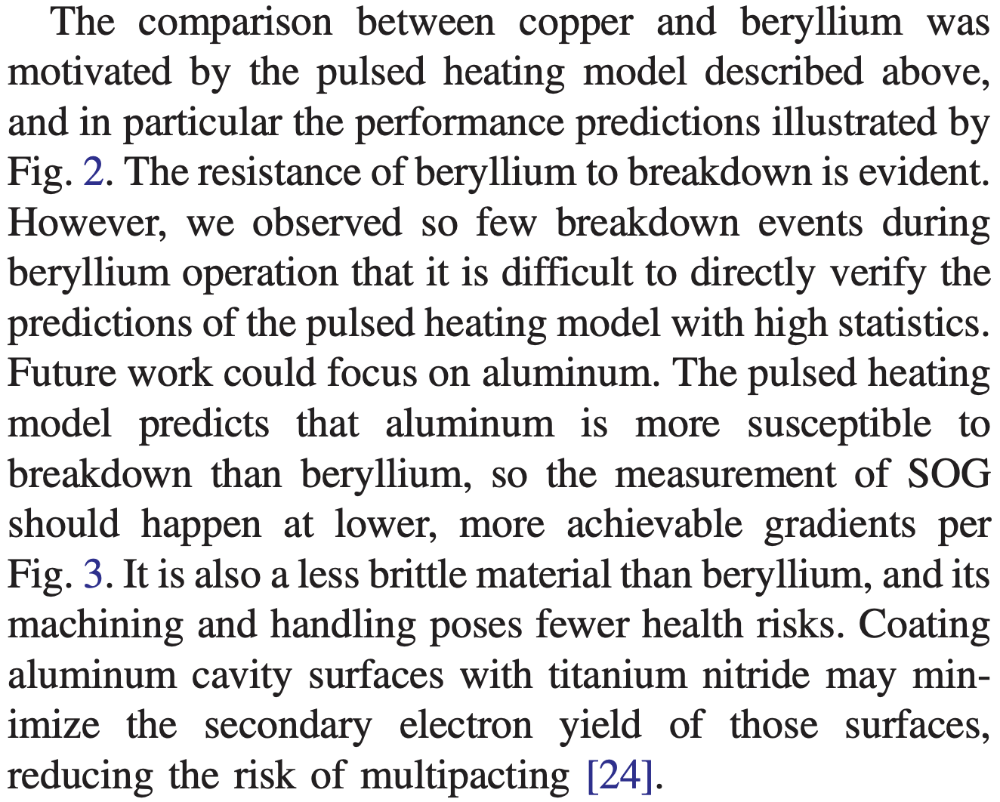 The comparison between copper and beryllium was
motivated by the pulsed heating model described above,
and in particular the performance predictions illustrated by
Fig. 2. The resistance of beryllium to breakdown is evident.
However, we observed so few breakdown events during
beryllium operation that it is difficult to directly verify the
predictions of the pulsed heating model with high statistics.
Future work could focus on aluminum. The pulsed heating
model predicts that aluminum is more susceptible to
breakdown than beryllium, so the measurement of SOG
should happen at lower, more achievable gradients per
Fig. 3. It is also a less brittle material than beryllium, and its
machining and handling poses fewer health risks. Coating
aluminum cavity surfaces with titanium nitride may min-
imize the secondary electron yield of those surfaces,
reducing the risk of multipacting [24].